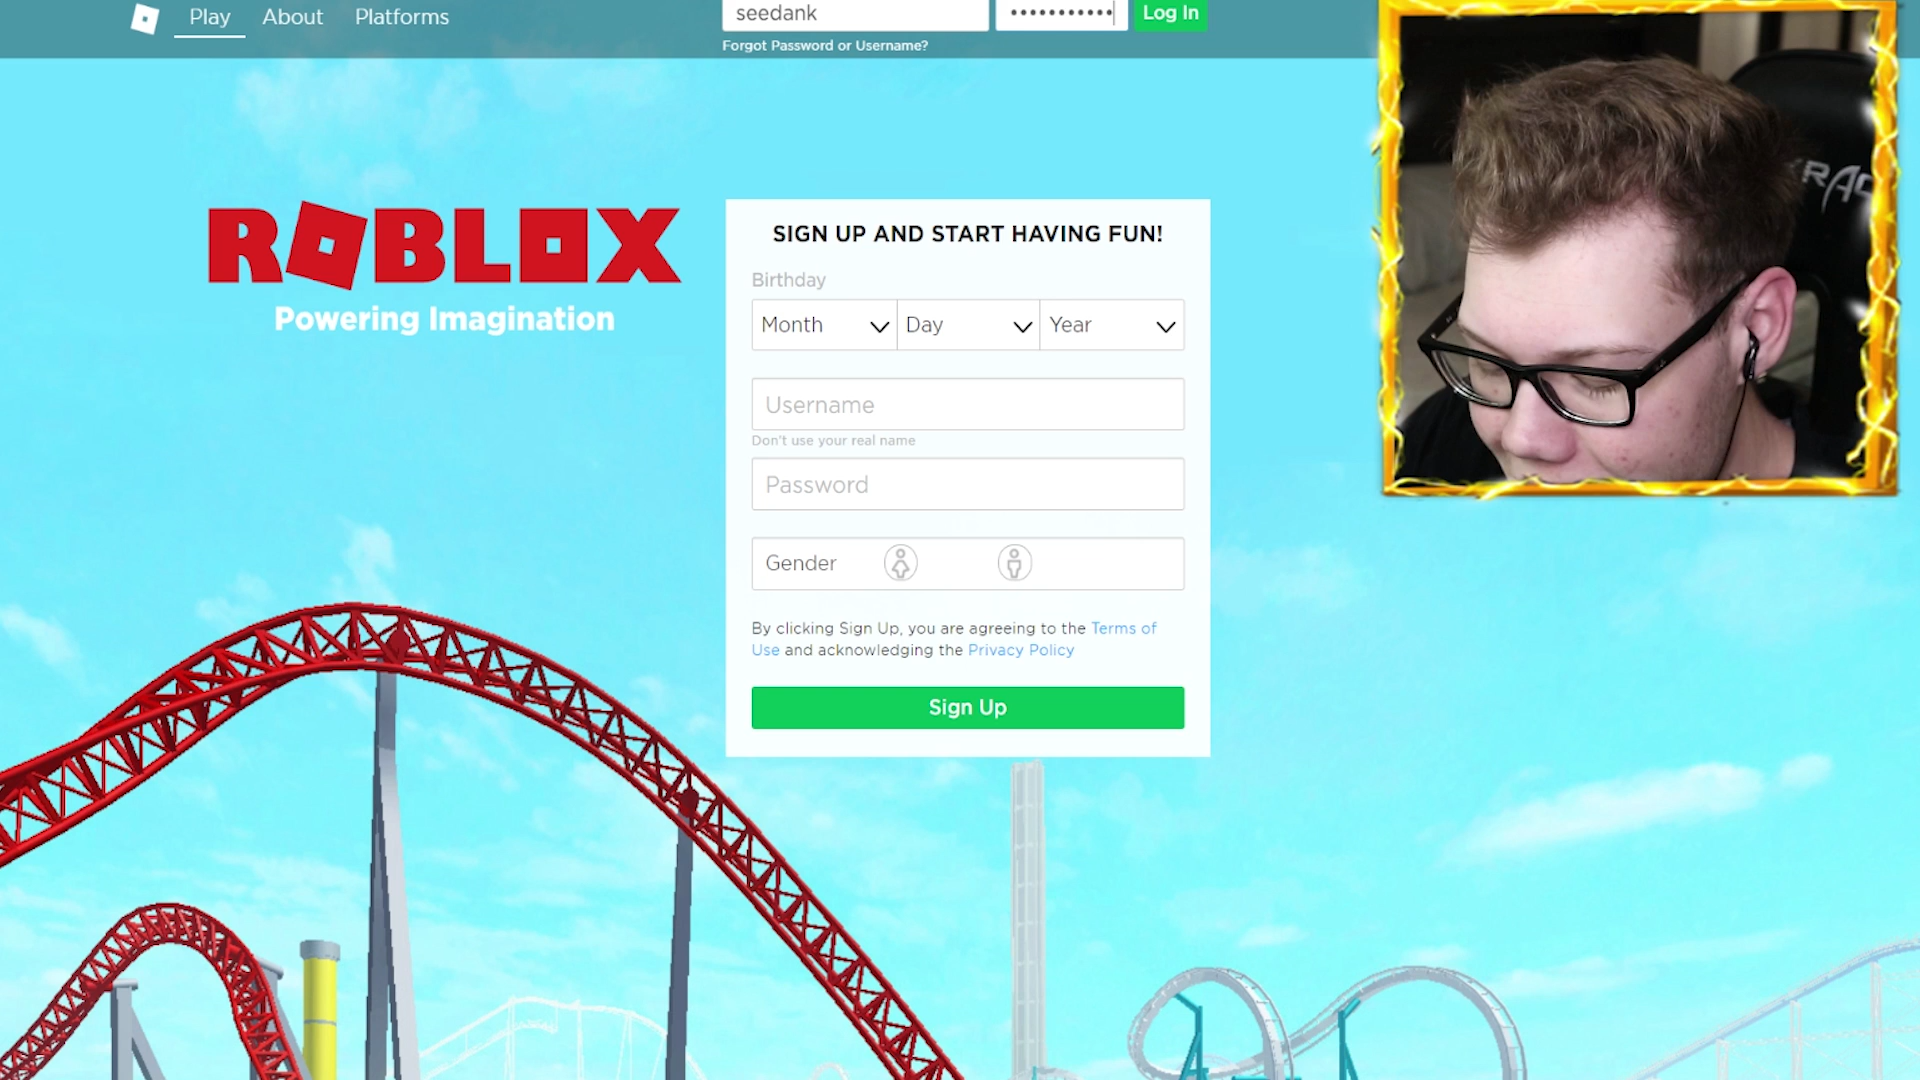 Play About Platforms
seedank
•••••••••••
Log In
Forgot Password or Username?
ROBLOX
Powering Imagination
SIGN UP AND START HAVING FUN!
Birthday
Month Day Year
Username
Don't use your real name
Password
Gender
By clicking Sign Up, you are agreeing to the Terms of
Use and acknowledging the Privacy Policy
Sign Up